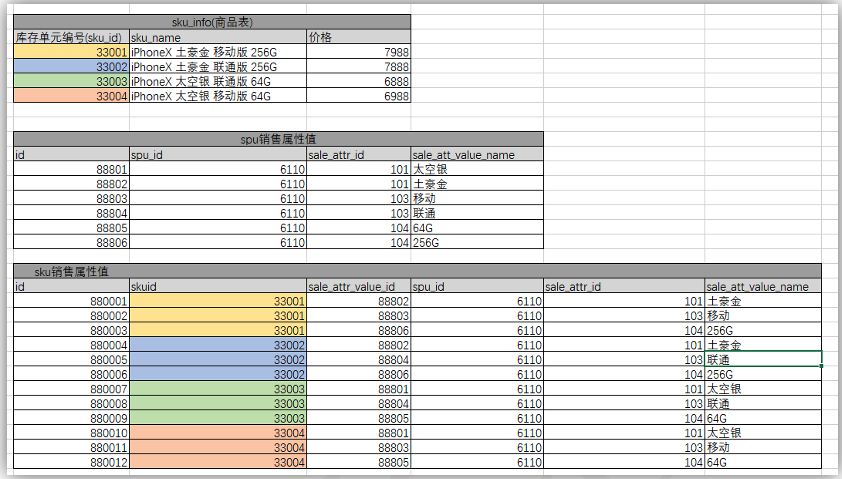 sku_info(商品表)
库存单元编号(sku_id) sku_name 价格
33001 iPhoneX 土豪金 移动版 256G 7988
33002 iPhoneX 土豪金 联通版 256G 7888
33003 iPhoneX 太空银 联通版 64G 6888
33004 iPhoneX 太空银 移动版 64G 6988
spu销售属性值
id spu_id sale_attr_id sale_att_value_name
88801 6110 101 太空银
88802 6110 101 土豪金
88803 6110 103 移动
88804 6110 103 联通
88805 6110 104 64G
88806 6110 104 256G
sku销售属性值
id skuid sale_attr_value_id spu_id sale_attr_id sale_att_value_name
880001 33001 88802 6110 101 土豪金
880002 33001 88803 6110 103 移动
880003 33001 88806 6110 104 256G
880004 33002 88802 6110 101 土豪金
880005 33002 88804 6110 103 联通
880006 33002 88806 6110 104 256G
880007 33003 88801 6110 101 太空银
880008 33003 88804 6110 103 联通
880009 33003 88805 6110 104 64G
880010 33004 88801 6110 101 太空银
880011 33004 88803 6110 103 移动
880012 33004 88805 6110 104 64G